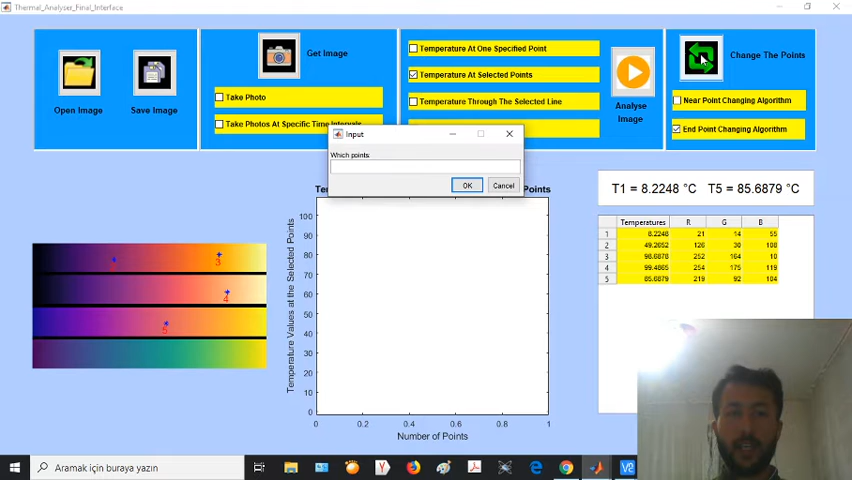 Thermal_Analyser_Final_Interface
Open Image
Save Image
Get Image
Take Photo
Take Photos At Specific Time Intervals
Temperature At One Specified Point
Temperature At Selected Points
Temperature Through The Selected Line
Analyse
Image
Change The Points
Near Point Changing Algorithm
End Point Changing Algorithm
Input
Which points:
OK
Cancel
Points
T1 = 8.2248 °C T5 = 85.6879 °C
Temperatures R G B
1 8.2248 21 14 55
2 49.2652 126 30 108
3 98.6878 252 164 10
4 99.4865 254 175 119
5 85.6879 219 92 104
3
4
5
Temperature Values at the Selected Points
100
90
80
70
60
50
40
30
20
10
0
0 0.2 0.4 0.6 0.8 1
Number of Points
Aramak için buraya yazın